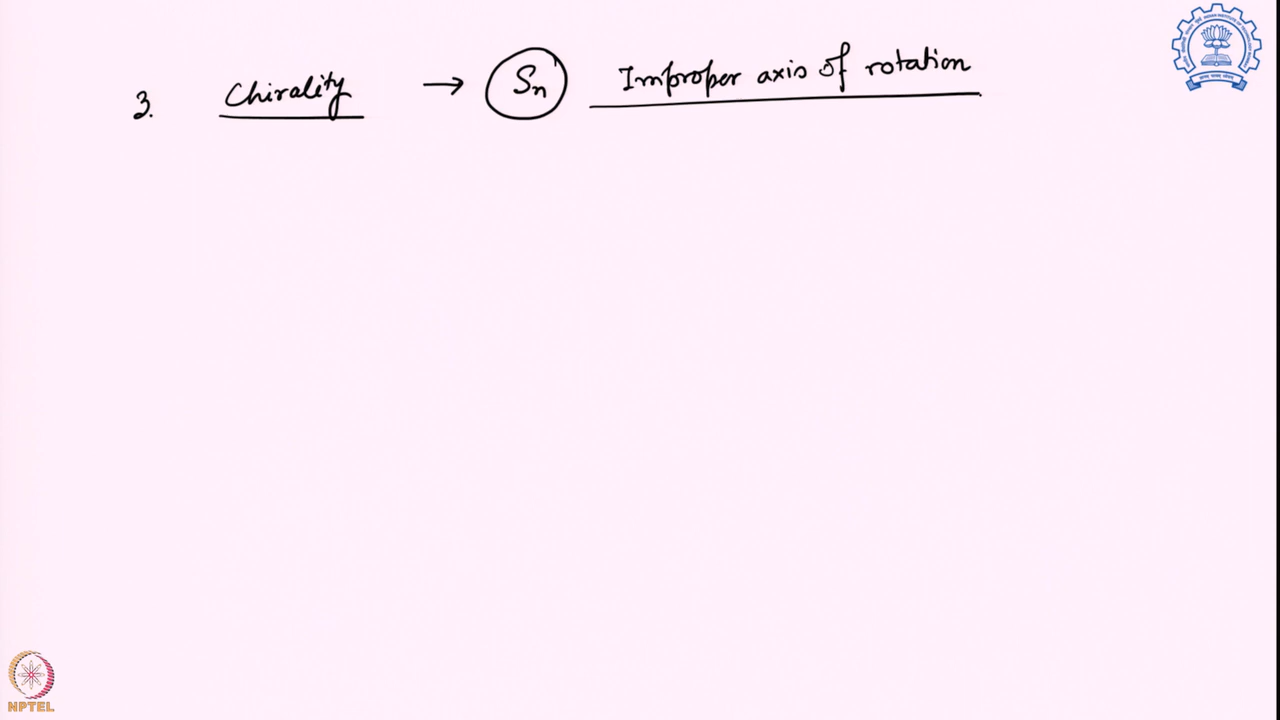 3. Chirality → Sn Improper axis of rotation
NPTEL